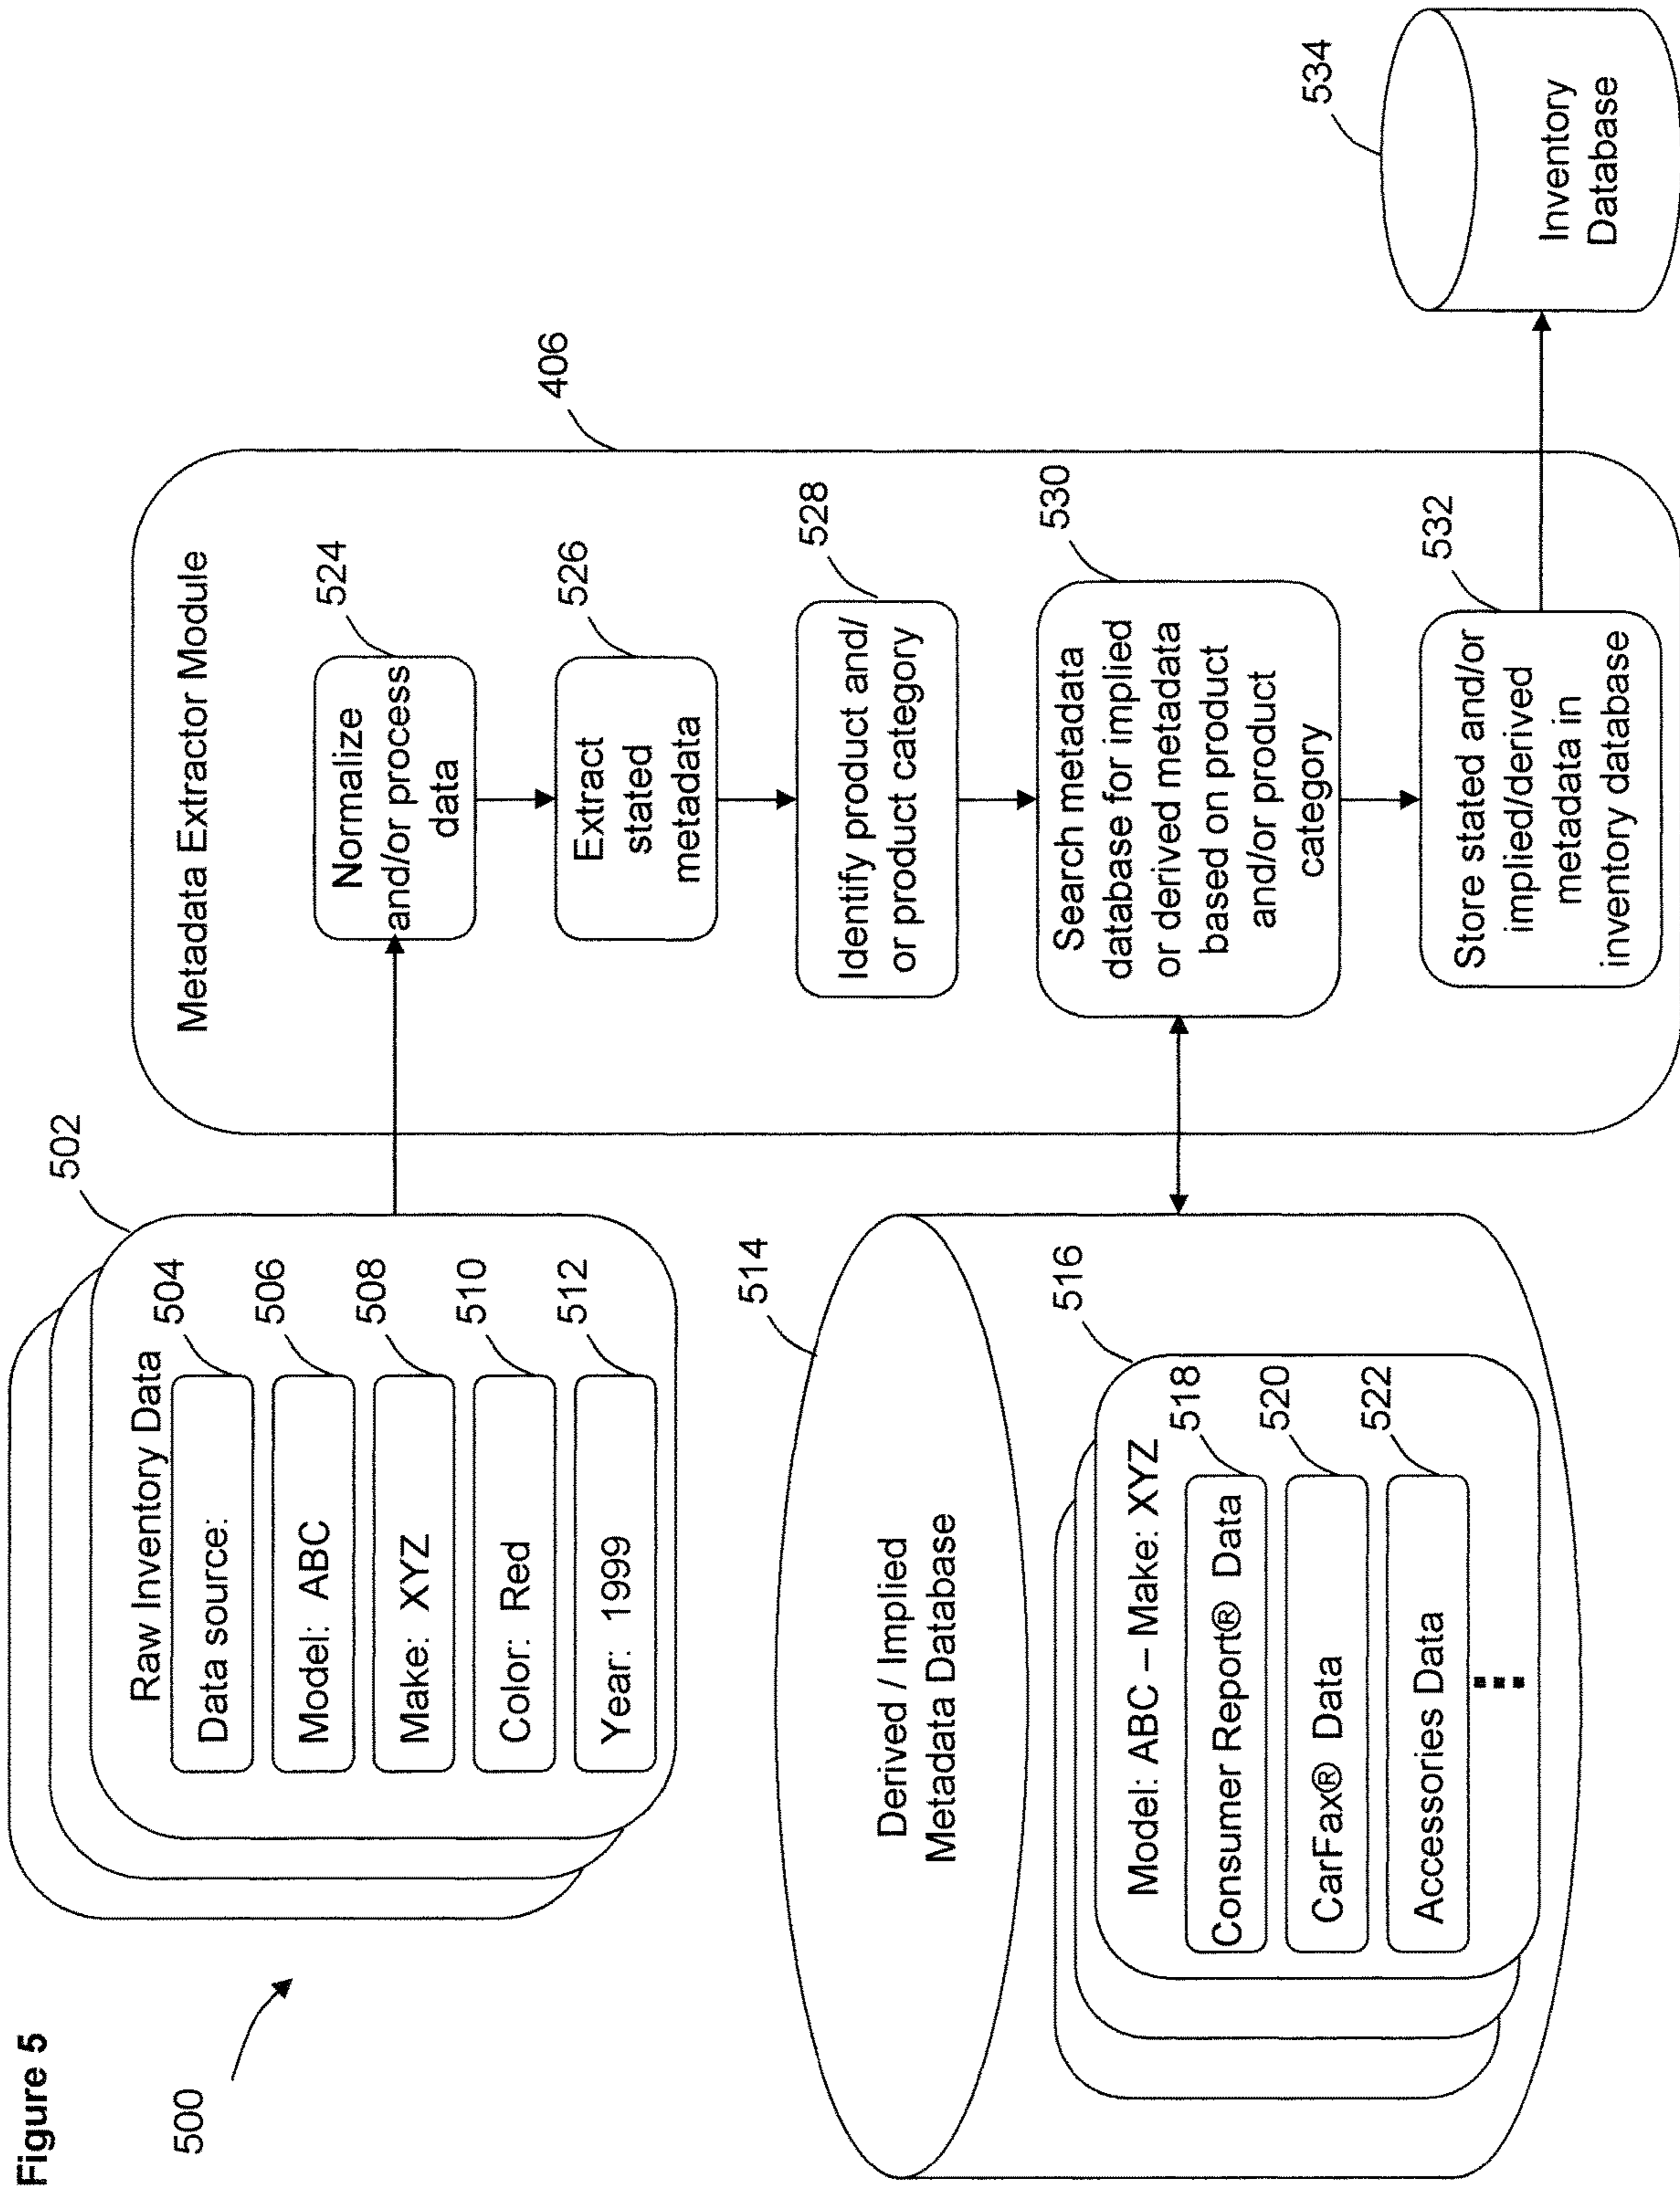 Figure 5
500
502
Raw Inventory Data
Data source:
504
Model: ABC
506
Make: XYZ
508
Color: Red
510
Year: 1999
512
514
Derived / Implied
Metadata Database
516
Model: ABC – Make: XYZ
Consumer Report® Data
518
CarFax® Data
520
Accessories Data
522
406
Metadata Extractor Module
524
Normalize
and/or process
data
526
Extract
stated
metadata
528
Identify product and/
or product category
530
Search metadata
database for implied
or derived metadata
based on product
and/or product
category
532
Store stated and/or
implied/derived
metadata in
inventory database
534
Inventory
Database